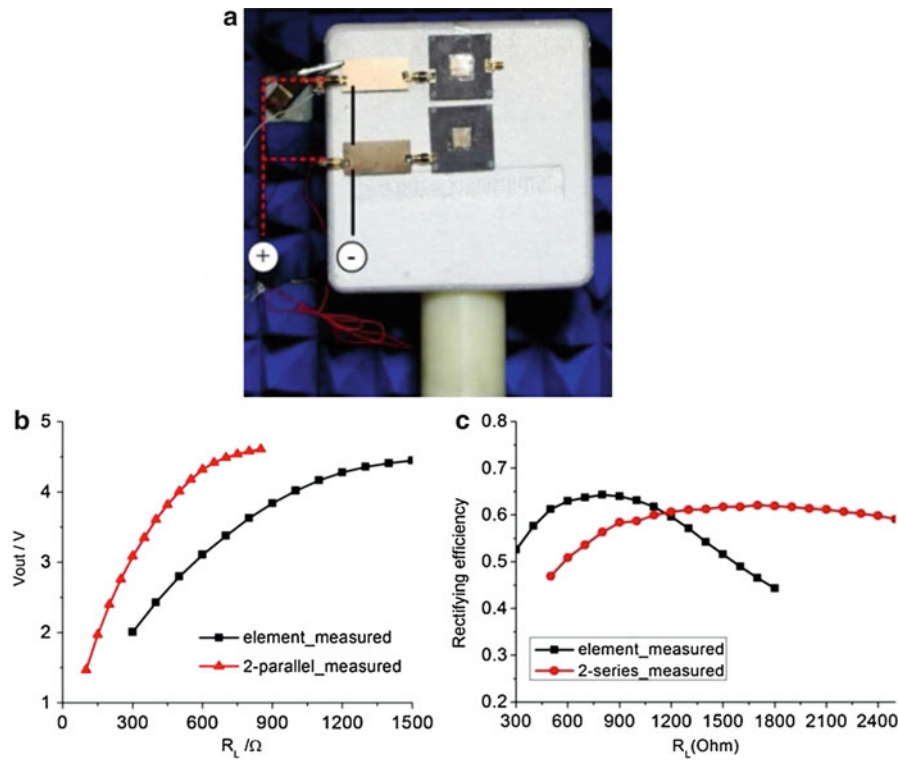 a
+
-
b
5
4
3
2
1
Vout / V
0 300 600 900 1200 1500
R_L /Ω
element_measured
2-parallel_measured
c
0.8
0.7
0.6
0.5
0.4
0.3
0.2
Rectifying efficiency
300 600 900 1200 1500 1800 2100 2400
R_L(Ohm)
element_measured
2-series_measured